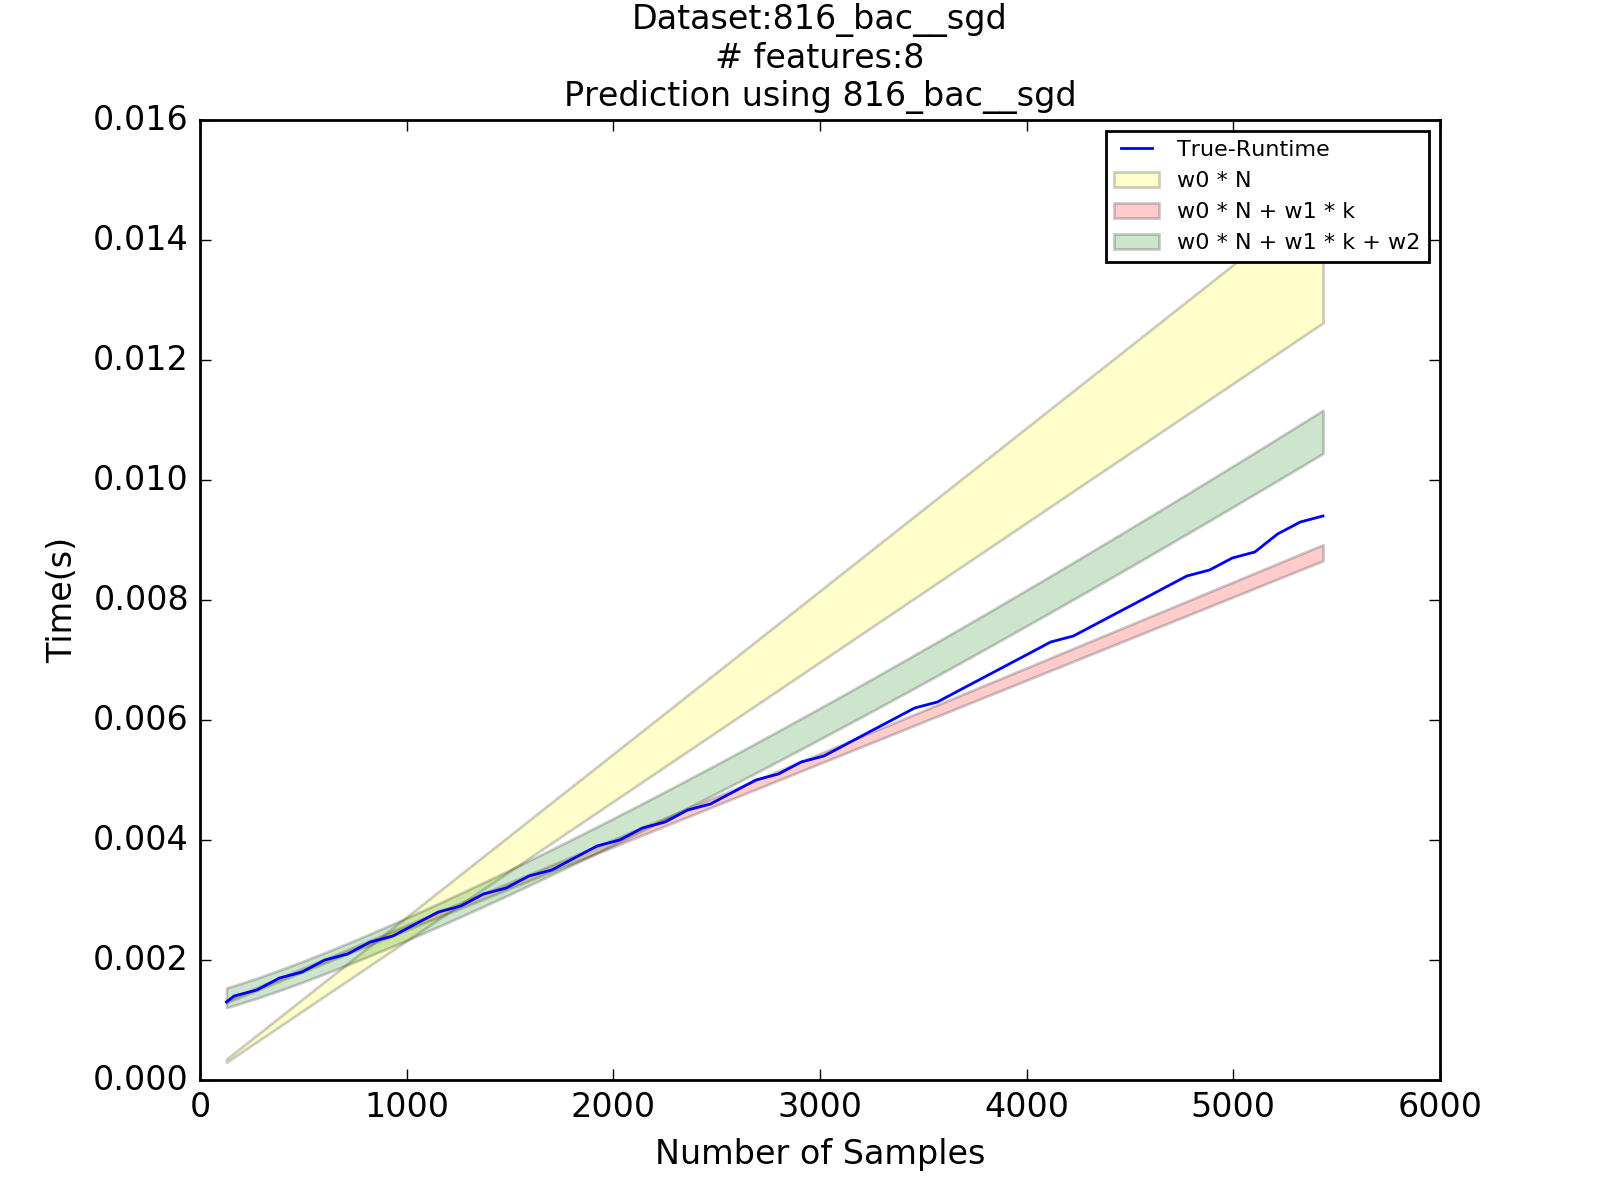 Dataset:816_bac__sgd
# features:8
Prediction using 816_bac__sgd
0.016
0.014
0.012
0.010
0.008
0.006
0.004
0.002
0.000
Time(s)
True-Runtime
w0 * N
w0 * N + w1 * k
w0 * N + w1 * k + w2
0 1000 2000 3000 4000 5000 6000
Number of Samples